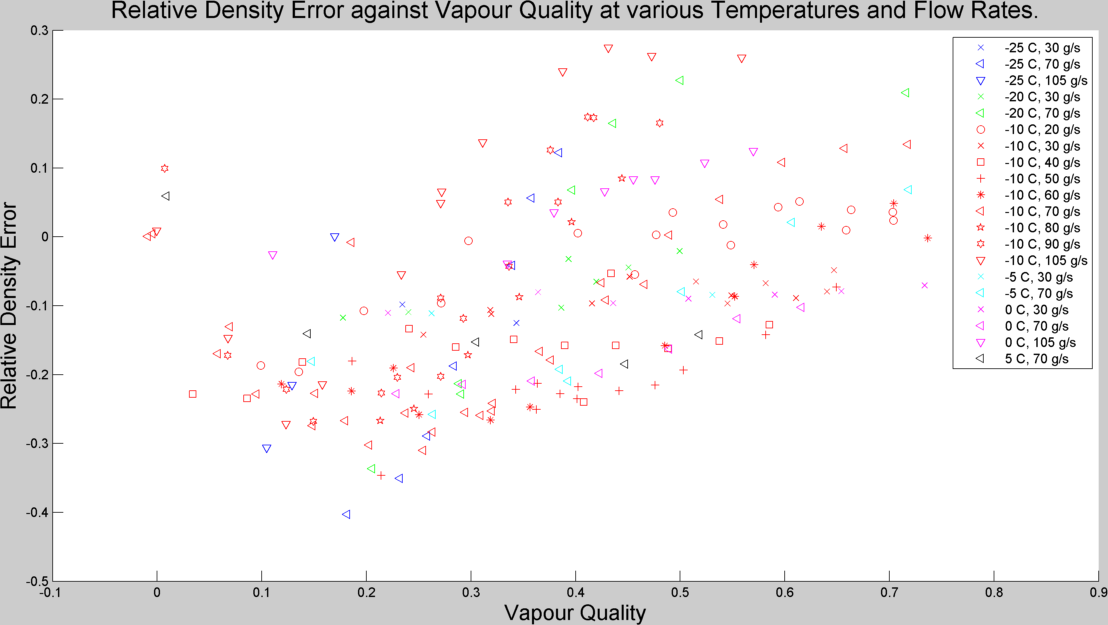 Relative Density Error against Vapour Quality at various Temperatures and Flow Rates.
0.3
0.2
0.1
0
-0.1
-0.2
-0.3
-0.4
-0.5
Relative Density Error
-25 C, 30 g/s
-25 C, 70 g/s
-25 C, 105 g/s
-20 C, 30 g/s
-20 C, 70 g/s
-10 C, 20 g/s
-10 C, 30 g/s
-10 C, 40 g/s
-10 C, 50 g/s
-10 C, 60 g/s
-10 C, 70 g/s
-10 C, 80 g/s
-10 C, 90 g/s
-10 C, 105 g/s
-5 C, 30 g/s
-5 C, 70 g/s
0 C, 30 g/s
0 C, 70 g/s
0 C, 105 g/s
5 C, 70 g/s
-0.1 0 0.1 0.2 0.3 0.4 0.5 0.6 0.7 0.8 0.9
Vapour Quality